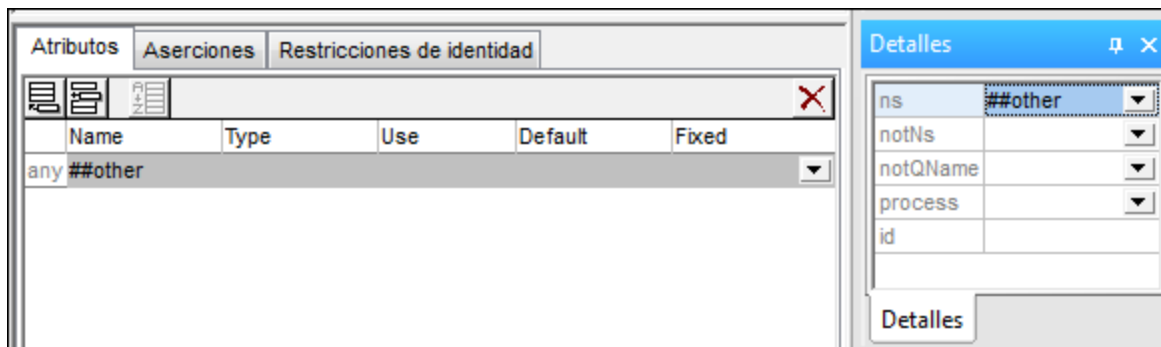 Atributos Aserciones Restricciones de identidad
Name Type Use Default Fixed
any ##other
Detalles
ns ##other
notNs
notQName
process
id
Detalles